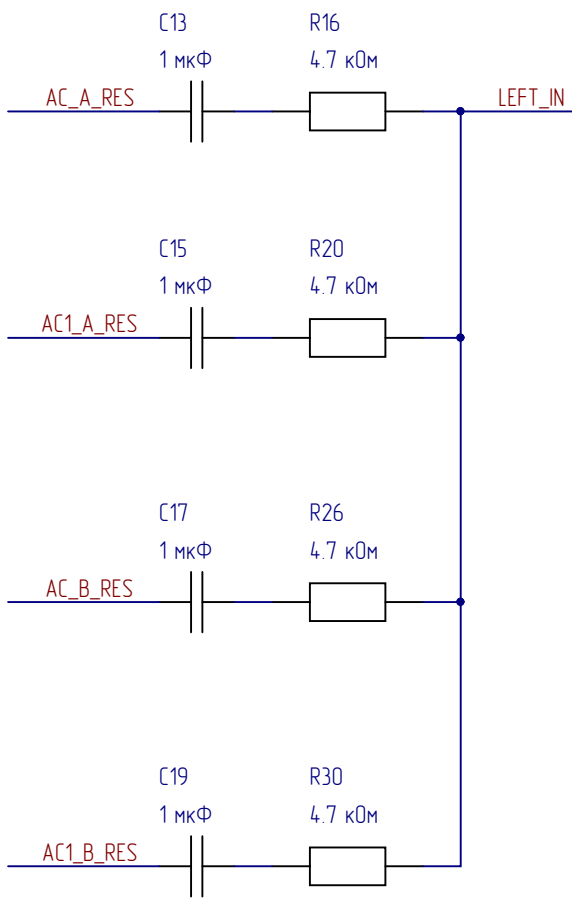 C13 R16
1 мкФ 4.7 кОм
AC_A_RES LEFT_IN
C15 R20
1 мкФ 4.7 кОм
AC1_A_RES
C17 R26
1 мкФ 4.7 кОм
AC_B_RES
C19 R30
1 мкФ 4.7 кОм
AC1_B_RES